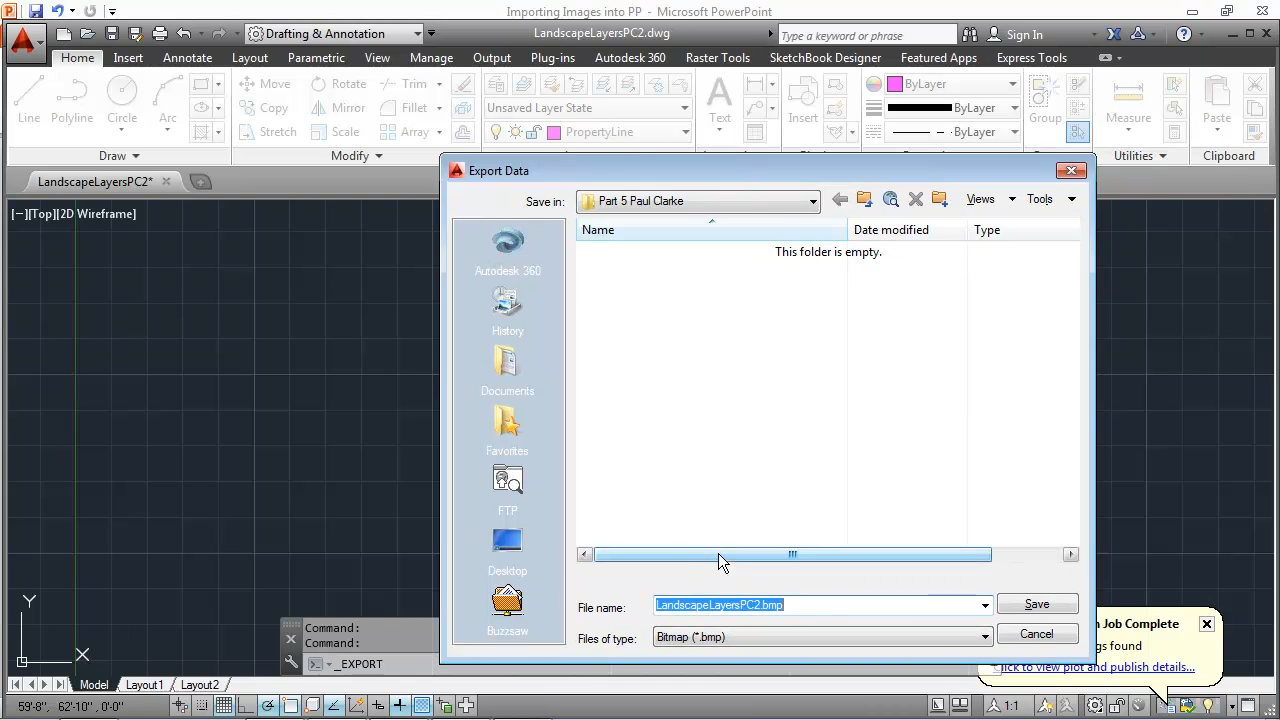 Importing Images into PP - Microsoft PowerPoint
Drafting & Annotation
LandscapeLayersPC2.dwg
Type a keyword or phrase
Sign In
Home Insert Annotate Layout Parametric View Manage Output Plug-ins Autodesk 360 Raster Tools SketchBook Designer Featured Apps Express Tools
Line Polyline Circle Arc
Move Rotate Trim
Copy Mirror Fillet
Stretch Scale Array
Unsaved Layer State
PropertyLine
Text
Insert
ByLayer
ByLayer
ByLayer
Group
Measure
Paste
Draw Modify Utilities Clipboard
LandscapeLayersPC2*
[−][Top][2D Wireframe]
Export Data
Save in: Part 5 Paul Clarke
Views Tools
Name Date modified Type
This folder is empty.
Autodesk 360
History
Documents
Favorites
FTP
Desktop
Buzzsaw
File name: LandscapeLayersPC2.bmp Save
Files of type: Bitmap (*.bmp) Cancel
Y
X
Command:
Command:
_EXPORT
Job Complete
found
to view plot and publish details...
Model Layout1 Layout2
59'-8", 62'-10", 0'-0"
1:1